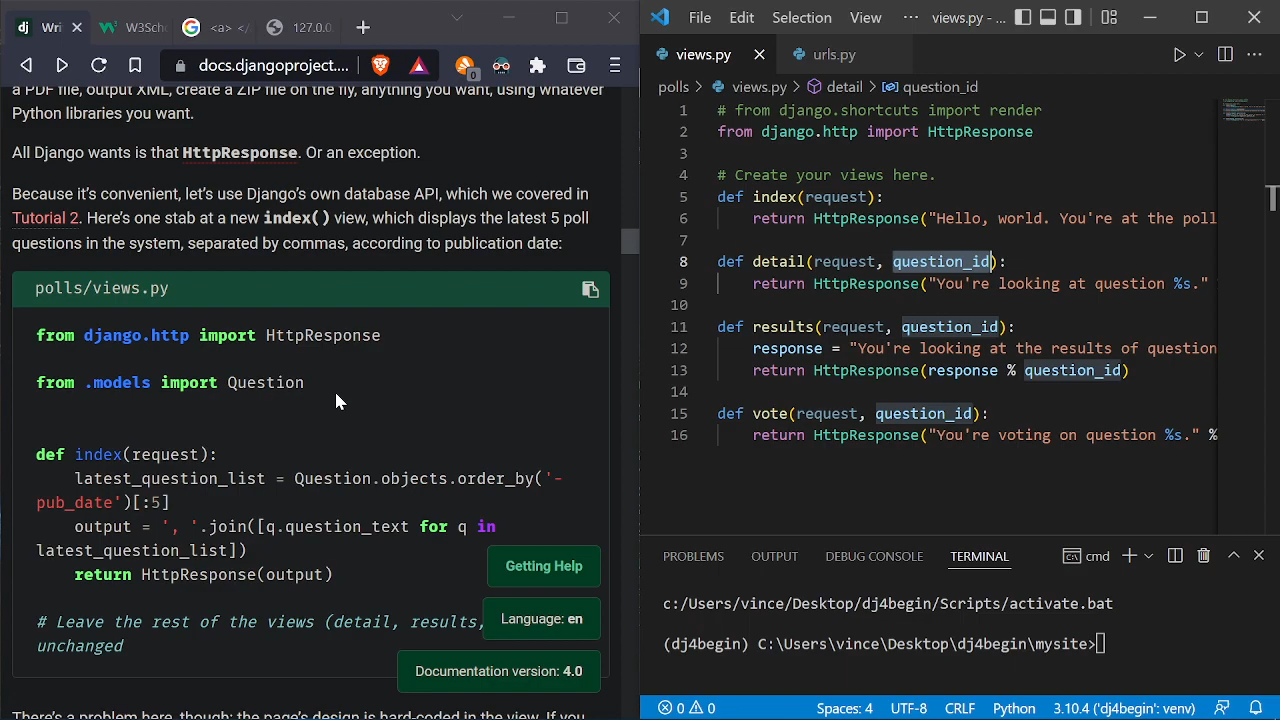 dj Wri
W3Sch
<a> </
127.0.0.
docs.djangoproject....
0
a PDF file, output XML, create a ZIP file on the fly, anything you want, using whatever
Python libraries you want.
All Django wants is that HttpResponse. Or an exception.
Because it's convenient, let's use Django's own database API, which we covered in
Tutorial 2. Here's one stab at a new index() view, which displays the latest 5 poll
questions in the system, separated by commas, according to publication date:
polls/views.py
from django.http import HttpResponse
from .models import Question
def index(request):
latest_question_list = Question.objects.order_by('-
pub_date')[:5]
output = ', '.join([q.question_text for q in
latest_question_list])
return HttpResponse(output)
# Leave the rest of the views (detail, results,
unchanged
Getting Help
Language: en
Documentation version: 4.0
There's a problem here, though: the page's design is hard-coded in the view. If you
File Edit Selection View ··· views.py - ...
views.py urls.py
polls > views.py > detail > question_id
1 # from django.shortcuts import render
2 from django.http import HttpResponse
3
4 # Create your views here.
5 def index(request):
6 return HttpResponse("Hello, world. You're at the poll
7
8 def detail(request, question_id):
9 return HttpResponse("You're looking at question %s."
10
11 def results(request, question_id):
12 response = "You're looking at the results of question
13 return HttpResponse(response % question_id)
14
15 def vote(request, question_id):
16 return HttpResponse("You're voting on question %s." %
PROBLEMS OUTPUT DEBUG CONSOLE TERMINAL cmd
c:/Users/vince/Desktop/dj4begin/Scripts/activate.bat
(dj4begin) C:\Users\vince\Desktop\dj4begin\mysite>
0 0 Spaces: 4 UTF-8 CRLF Python 3.10.4 ('dj4begin': venv)